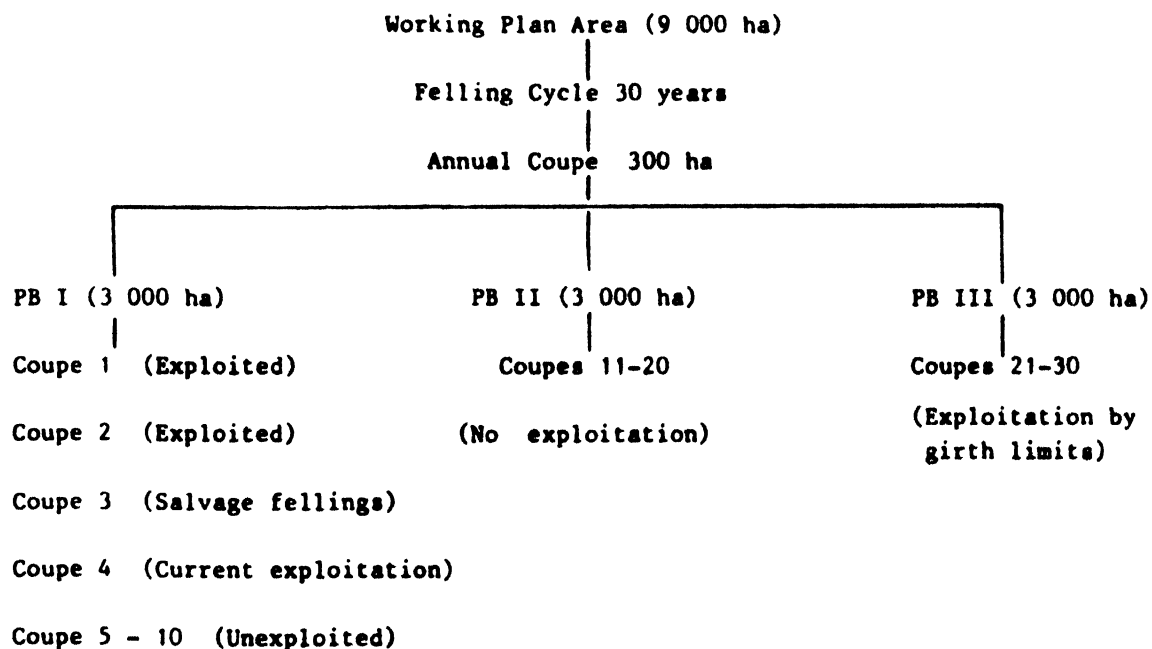 Working Plan Area (9 000 ha)
Felling Cycle 30 years
Annual Coupe 300 ha
PB I (3 000 ha) PB II (3 000 ha) PB III (3 000 ha)
Coupe 1 (Exploited) Coupes 11-20 Coupes 21-30
Coupe 2 (Exploited) (No exploitation) (Exploitation by
girth limits)
Coupe 3 (Salvage fellings)
Coupe 4 (Current exploitation)
Coupe 5 - 10 (Unexploited)